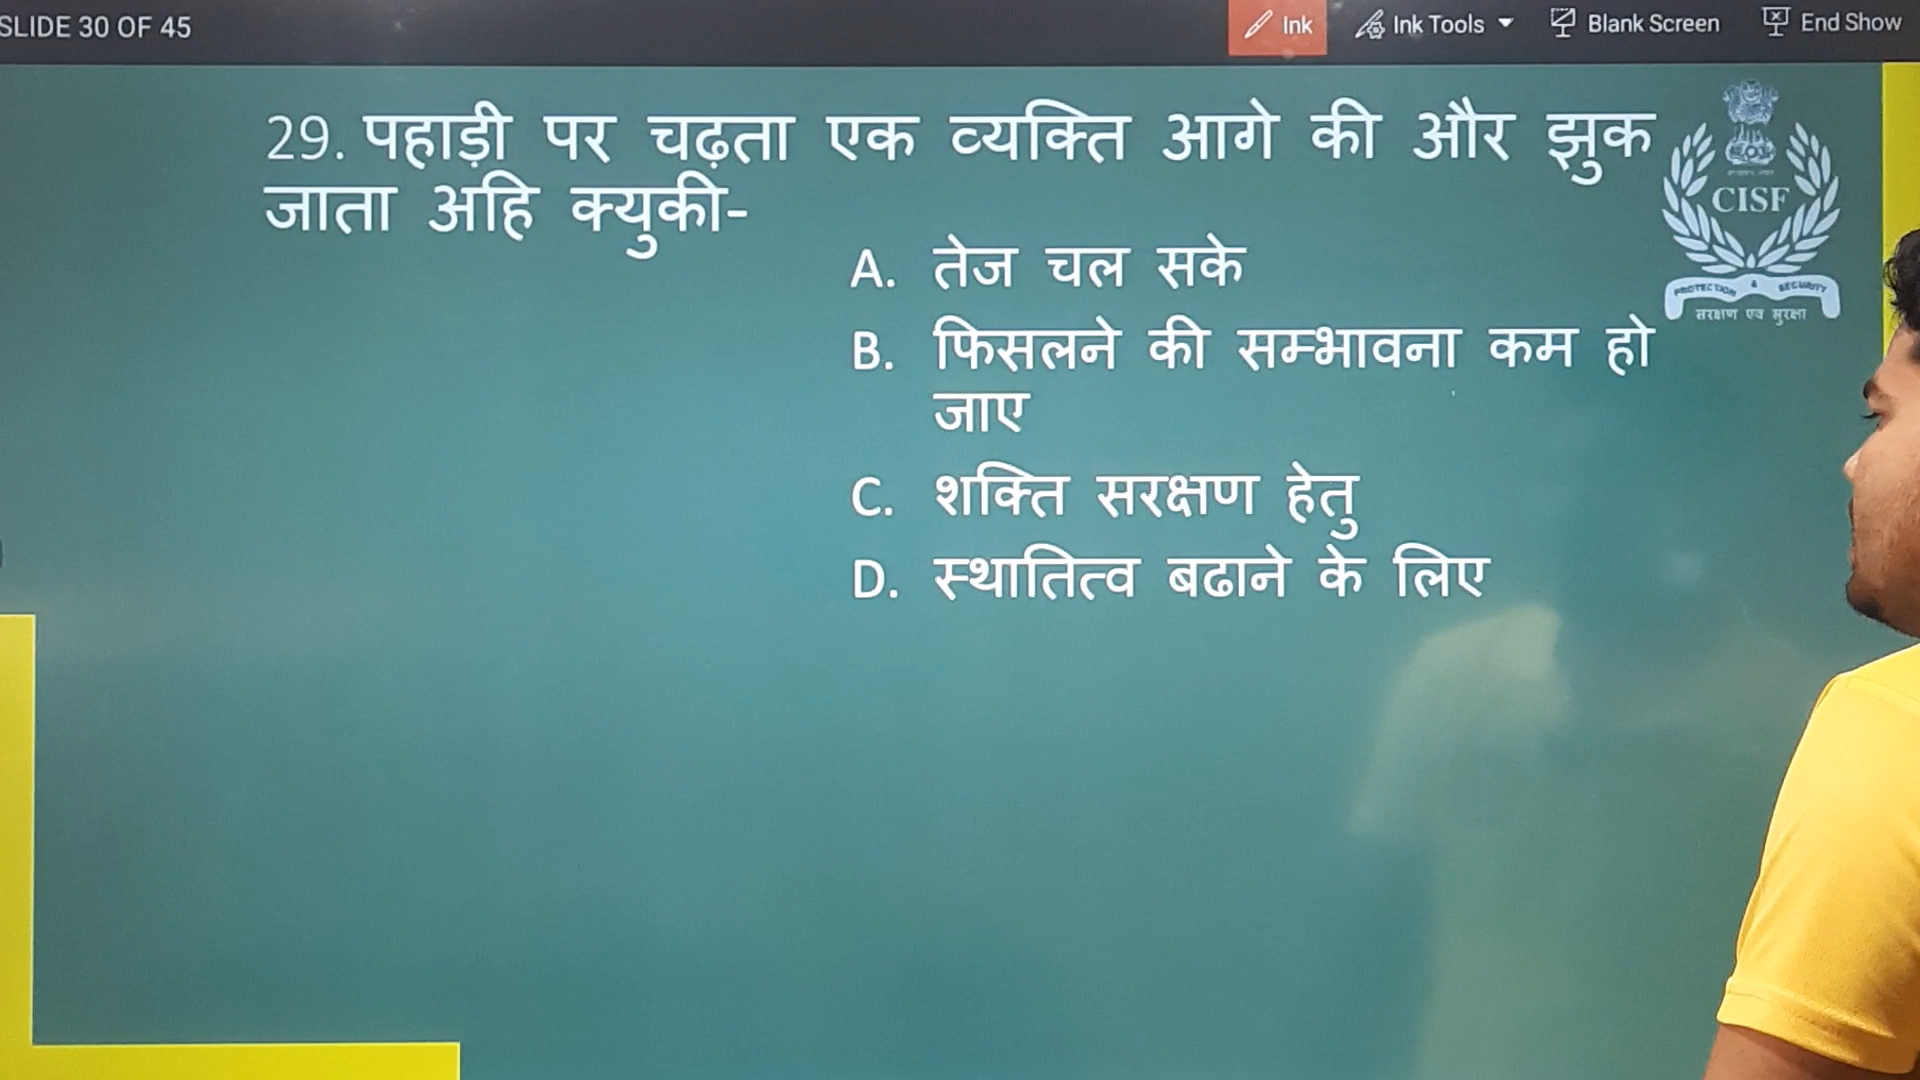 SLIDE 30 OF 45
Ink
Ink Tools
Blank Screen
End Show
29. पहाड़ी पर चढ़ता एक व्यक्ति आगे की और झुक
जाता अहि क्युकी-
CISF
PROTECTION & SECURITY
सरक्षण एव सुरक्षा
A. तेज चल सके
B. फिसलने की सम्भावना कम हो
जाए
C. शक्ति सरक्षण हेतु
D. स्थातित्व बढाने के लिए